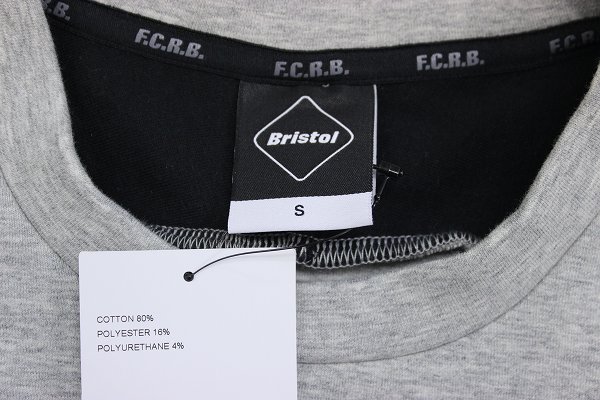 F.C.R.B. F.C.R.B. F.C.R.B. F.C.R.B.
Bristol
S
COTTON 80%
POLYESTER 16%
POLYURETHANE 4%